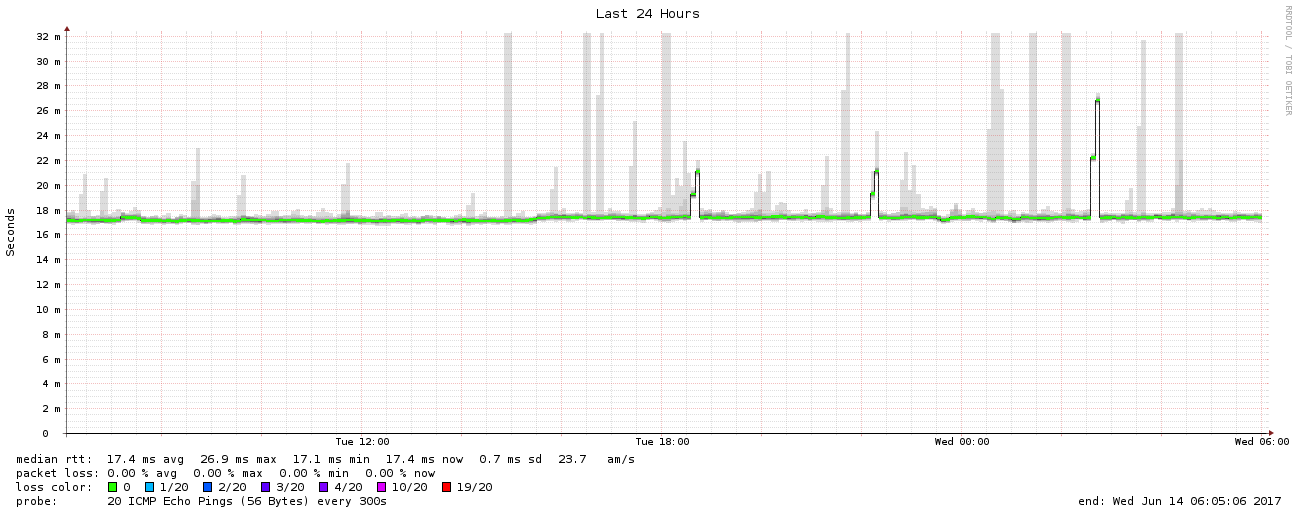 Last 24 Hours
RRDTOOL / TOBI OETIKER
Seconds
32 m
30 m
28 m
26 m
24 m
22 m
20 m
18 m
16 m
14 m
12 m
10 m
8 m
6 m
4 m
2 m
0
Tue 12:00 Tue 18:00 Wed 00:00 Wed 06:00
median rtt: 17.4 ms avg 26.9 ms max 17.1 ms min 17.4 ms now 0.7 ms sd 23.7 am/s
packet loss: 0.00 % avg 0.00 % max 0.00 % min 0.00 % now
loss color: 0 1/20 2/20 3/20 4/20 10/20 19/20
probe: 20 ICMP Echo Pings (56 Bytes) every 300s end: Wed Jun 14 06:05:06 2017